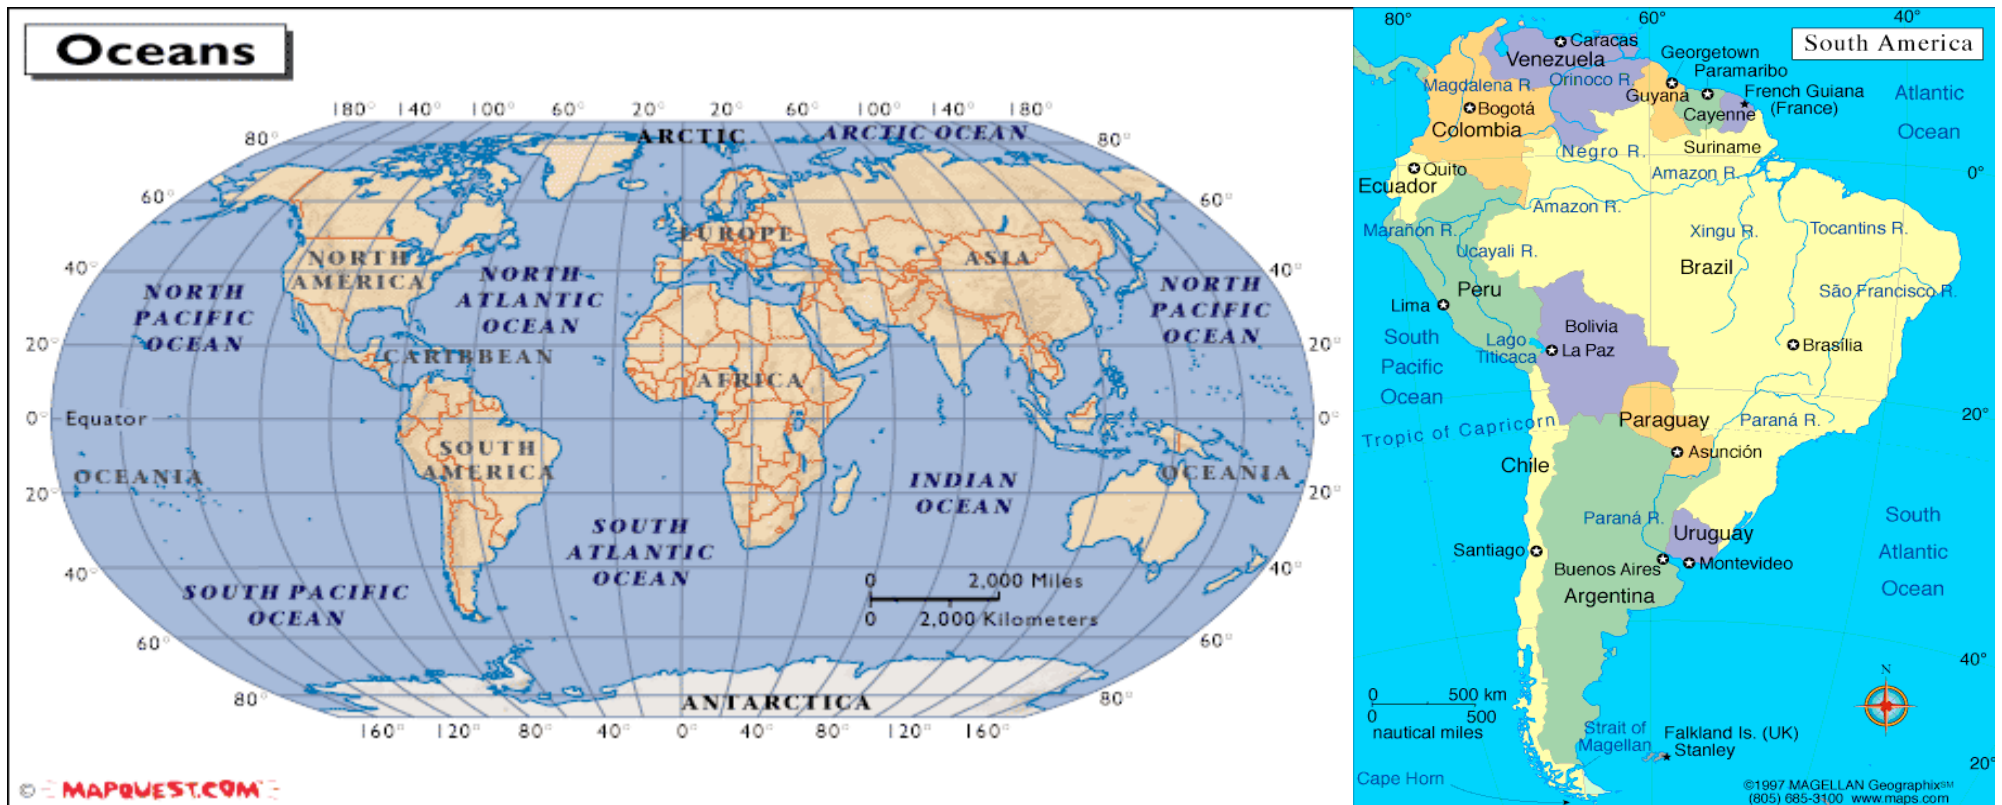 Oceans
180° 140° 100° 60° 20° 20° 60° 100° 140° 180°
ARCTIC
ARCTIC OCEAN
80°
80°
60°
60°
EUROPE
ASIA
NORTH
AMERICA
40°
40°
NORTH
ATLANTIC
OCEAN
NORTH
PACIFIC
OCEAN
NORTH
PACIFIC
OCEAN
20°
20°
CARIBBEAN
AFRICA
0°
Equator
0°
SOUTH
AMERICA
OCEANIA
OCEANIA
INDIAN
OCEAN
20°
20°
SOUTH
ATLANTIC
OCEAN
40°
40°
0 2,000 Miles
0 2,000 Kilometers
SOUTH PACIFIC
OCEAN
60°
60°
80°
80°
ANTARCTICA
160° 120° 80° 40° 0° 40° 80° 120° 160°
© MAPQUEST.COM
80° 60° 40°
South America
Caracas
Venezuela
Georgetown
Paramaribo
Magdalena R.
Orinoco R.
Guyana
French Guiana
(France)
Atlantic
Ocean
Bogotá
Colombia
Cayenne
Suriname
Negro R.
Quito
Ecuador
Amazon R.
0°
Amazon R.
Marañon R.
Ucayali R.
Xingu R.
Tocantins R.
Brazil
Peru
São Francisco R.
Lima
South
Pacific
Ocean
Bolivia
Lago
Titicaca
La Paz
Brasília
Paraguay
Paraná R.
20°
Tropic of Capricorn
Asunción
Chile
Paraná R.
Uruguay
South
Atlantic
Ocean
Santiago
Buenos Aires
Montevideo
Argentina
40°
N
0 500 km
0 500
nautical miles
Strait of
Magellan
Falkland Is. (UK)
Stanley
20°
Cape Horn
©1997 MAGELLAN Geographix℠
(805) 685-3100 www.maps.com